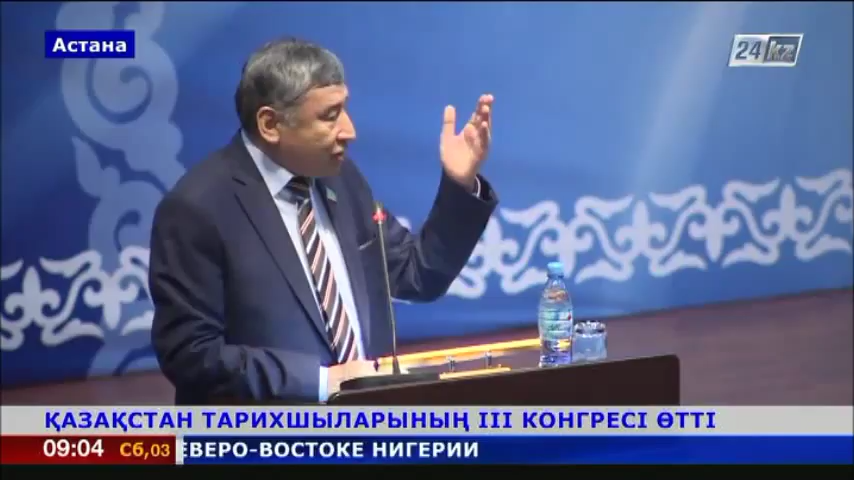 Астана
24kz
ҚАЗАҚСТАН ТАРИХШЫЛАРЫНЫҢ III КОНГРЕСІ ӨТТІ
09:04 Сб,03 ЕВЕРО-ВОСТОКЕ НИГЕРИИ